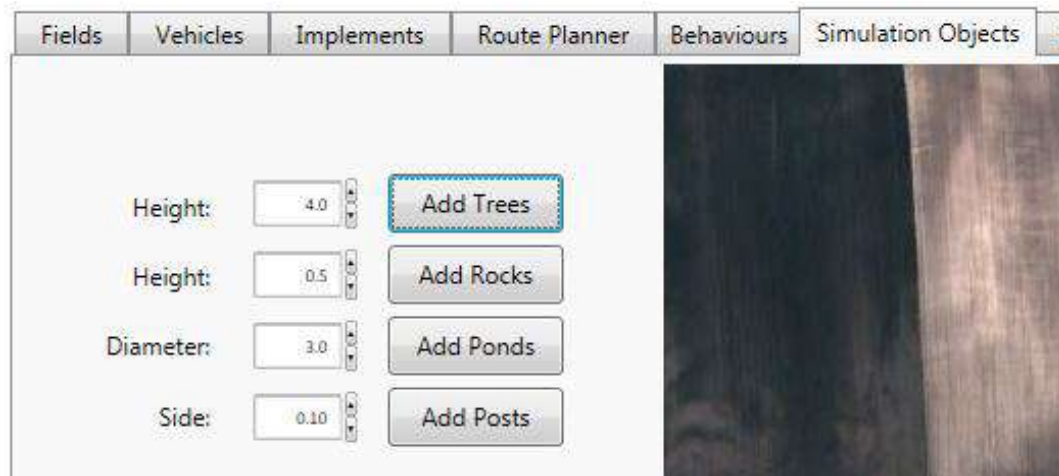 Fields Vehicles Implements Route Planner Behaviours Simulation Objects
Height: 4.0 Add Trees
Height: 0.5 Add Rocks
Diameter: 3.0 Add Ponds
Side: 0.10 Add Posts